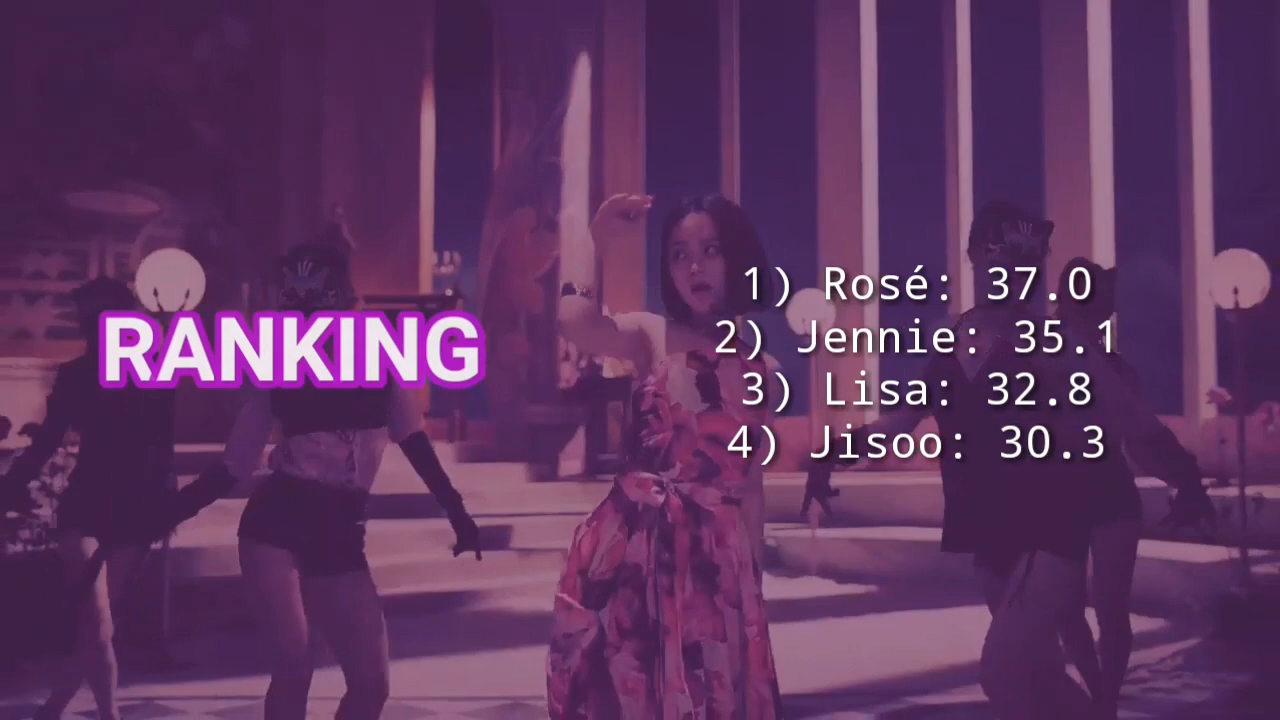 RANKING
1) Rosé: 37.0
2) Jennie: 35.1
3) Lisa: 32.8
4) Jisoo: 30.3